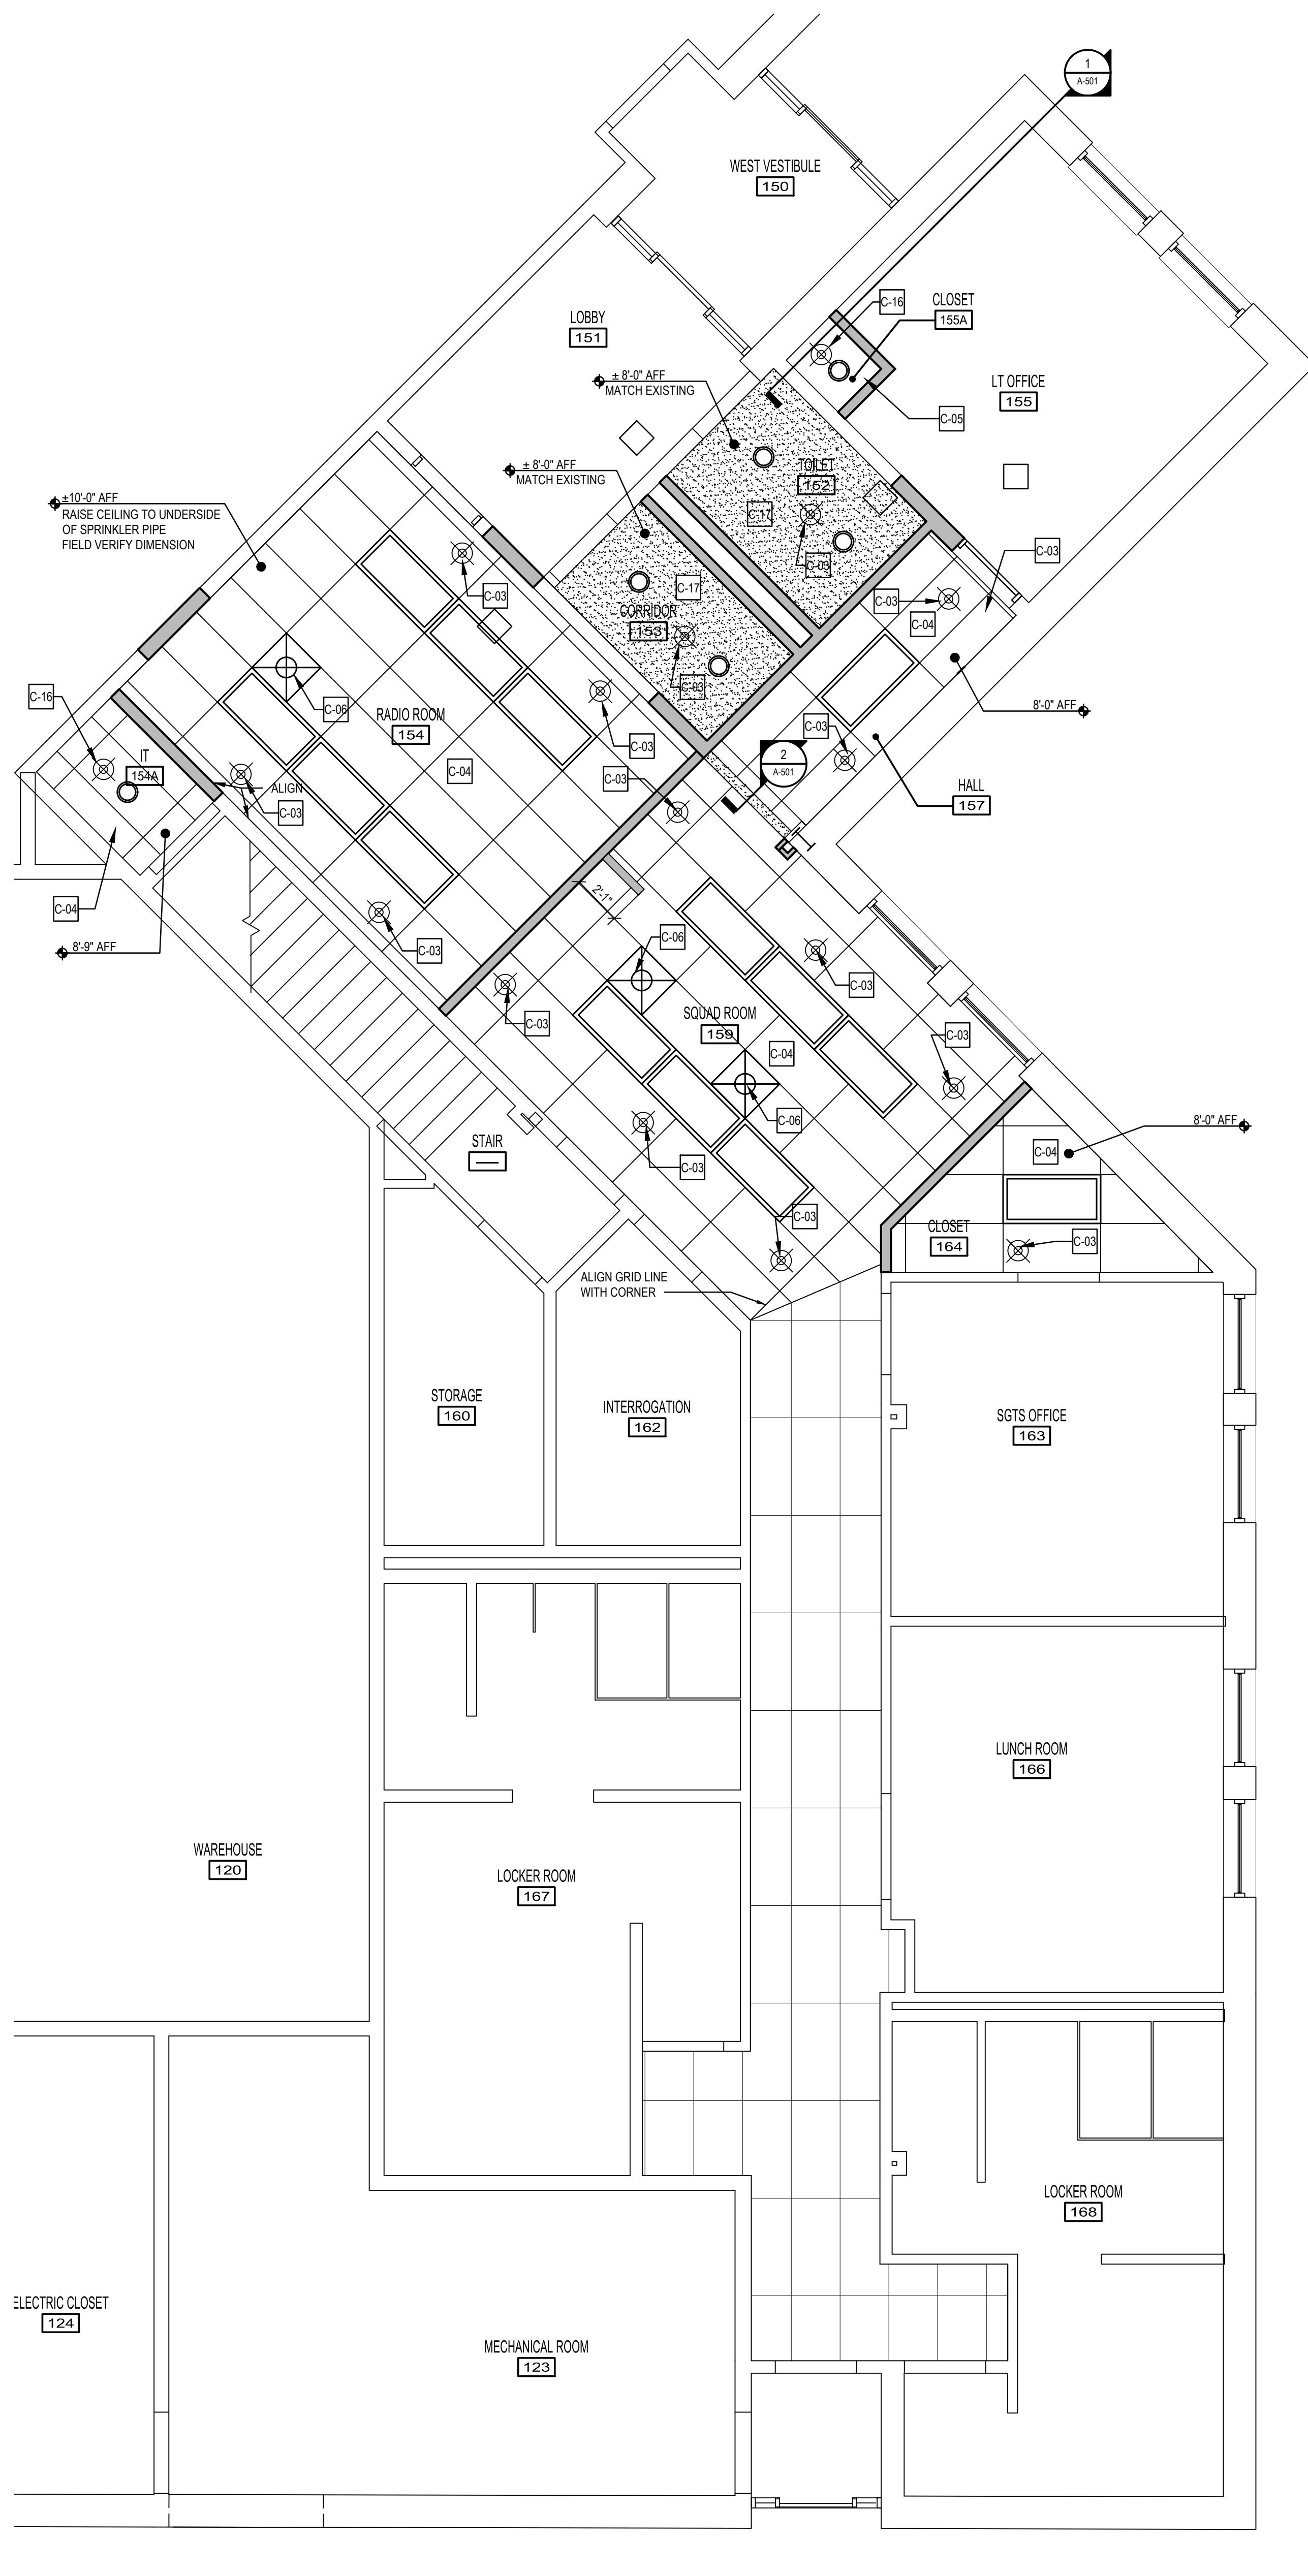 1
A-501
WEST VESTIBULE
150
C-16
CLOSET
155A
LOBBY
151
± 8'-0" AFF
MATCH EXISTING
LT OFFICE
155
C-05
± 8'-0" AFF
MATCH EXISTING
TOILET
152
±10'-0" AFF
RAISE CEILING TO UNDERSIDE
OF SPRINKLER PIPE
FIELD VERIFY DIMENSION
C-17
C-03
C-03
C-17
C-03
C-03
C-04
CORRIDOR
153
C-03
C-16
C-06
RADIO ROOM
154
8'-0" AFF
C-03
C-03
2
A-501
IT
154A
C-04
C-03
ALIGN
C-03
HALL
157
2'-1"
C-04
8'-9" AFF
C-03
C-06
C-03
SQUAD ROOM
159
C-03
C-04
C-03
C-06
8'-0" AFF
STAIR
C-04
C-03
C-03
CLOSET
164
C-03
ALIGN GRID LINE
WITH CORNER
STORAGE
160
INTERROGATION
162
SGTS OFFICE
163
LUNCH ROOM
166
WAREHOUSE
120
LOCKER ROOM
167
LOCKER ROOM
168
ELECTRIC CLOSET
124
MECHANICAL ROOM
123